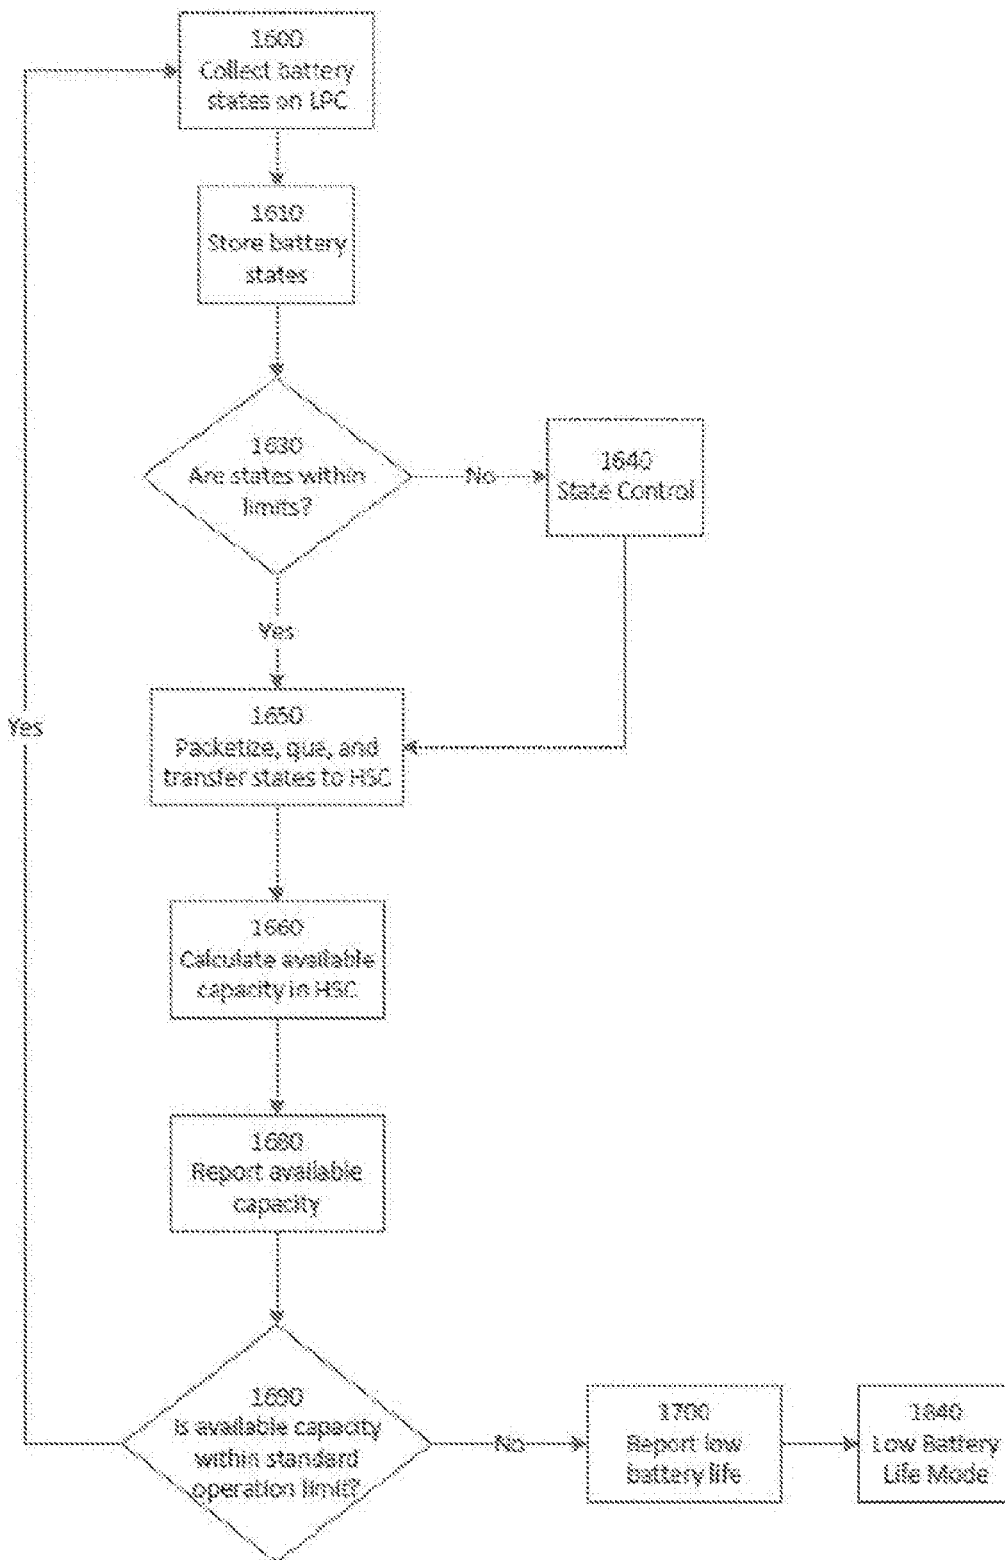 1600
Collect battery
states on LPC
1610
Store battery
states
1630
Are states within
limits?
No
1640
State Control
Yes
1650
Packetize, que, and
transfer states to HSC
Yes
1660
Calculate available
capacity in HSC
1680
Report available
capacity
1690
Is available capacity
within standard
operation limit?
No
1700
Report low
battery life
1840
Low Battery
Life Mode